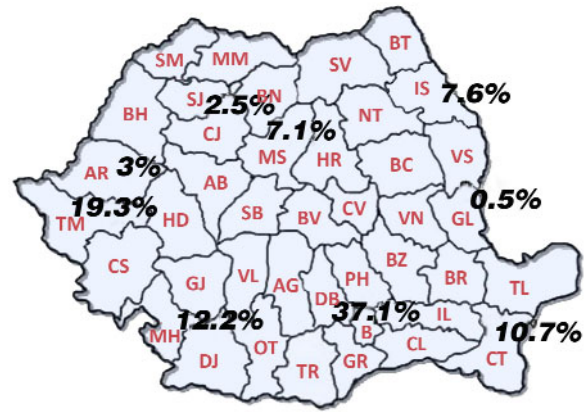 BT
SM MM SV
SJ BN IS
2.5% 7.6%
BH NT
CJ 7.1%
MS HR BC VS
AR 3%
AB
TM 19.3% HD SB BV CV VN GL 0.5%
CS BZ
GJ VL AG PH BR TL
DB
12.2% 37.1% IL
MH B 10.7%
OT CL
DJ TR GR CT